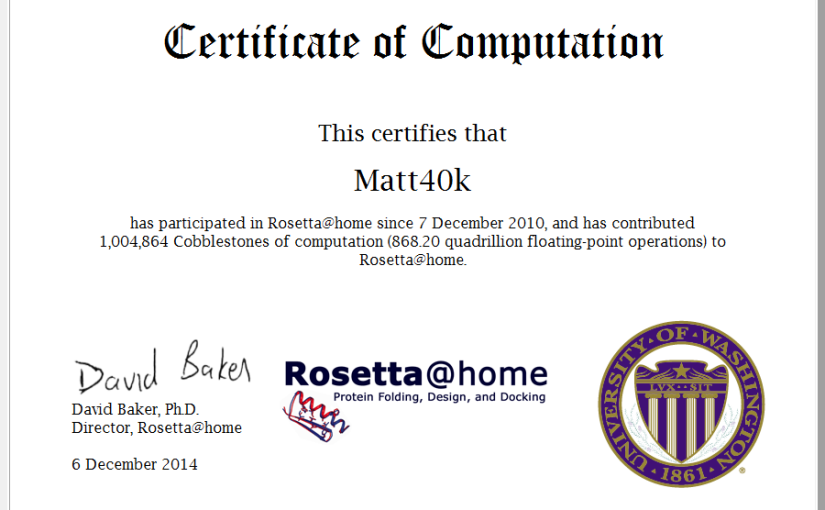 Certificate of Computation
This certifies that
Matt40k
has participated in Rosetta@home since 7 December 2010, and has contributed
1,004,864 Cobblestones of computation (868.20 quadrillion floating-point operations) to
Rosetta@home.
David Baker
David Baker, Ph.D.
Director, Rosetta@home
6 December 2014
Rosetta@home
Protein Folding, Design, and Docking
UNIVERSITY · OF · WASHINGTON
LVX · SIT
· 1861 ·